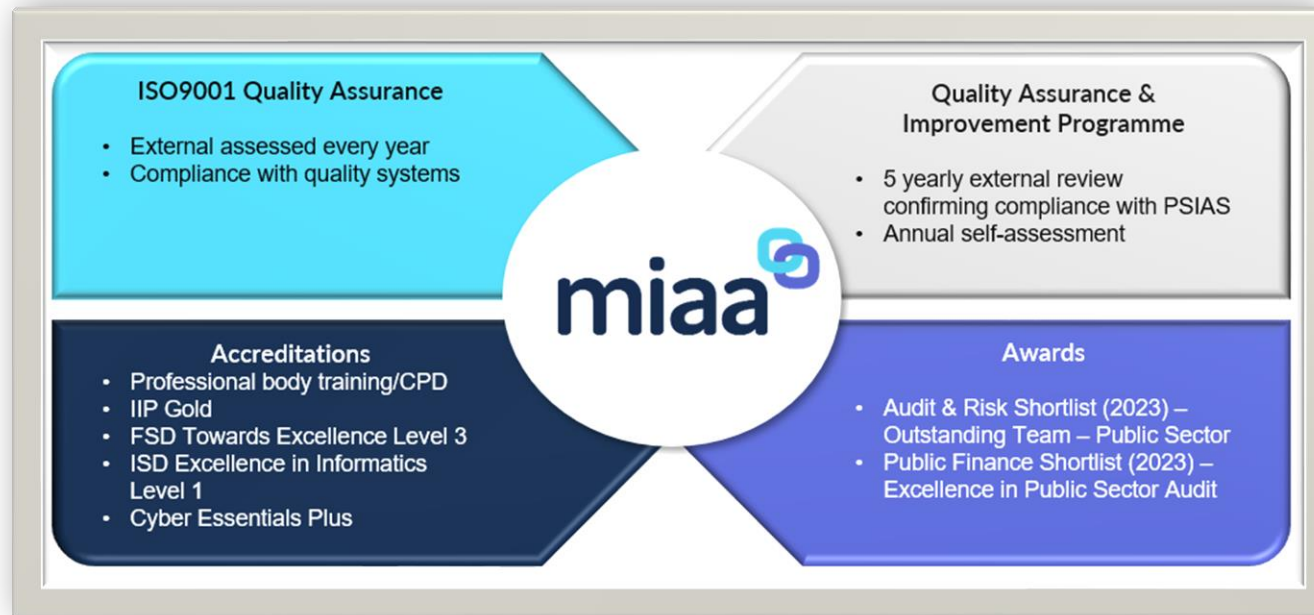 ISO9001 Quality Assurance
• External assessed every year
• Compliance with quality systems
Quality Assurance &
Improvement Programme
• 5 yearly external review
confirming compliance with PSIAS
• Annual self-assessment
miaa
Accreditations
• Professional body training/CPD
• IIP Gold
• FSD Towards Excellence Level 3
• ISD Excellence in Informatics
Level 1
• Cyber Essentials Plus
Awards
• Audit & Risk Shortlist (2023) –
Outstanding Team – Public Sector
• Public Finance Shortlist (2023) –
Excellence in Public Sector Audit